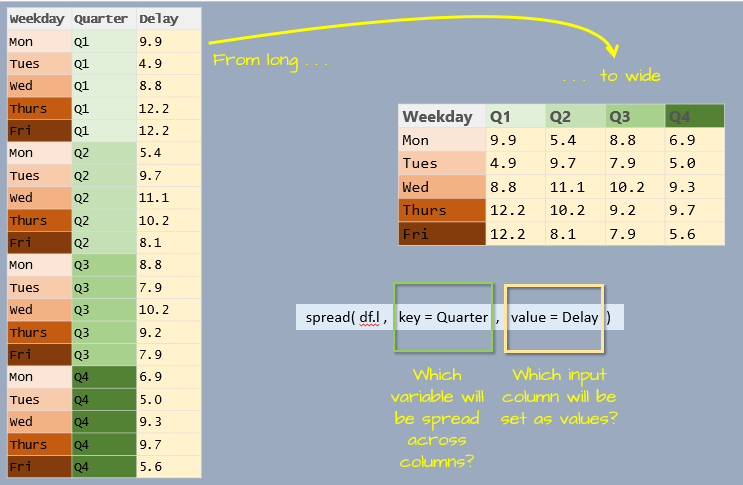 Weekday Quarter Delay
Mon Q1 9.9
Tues Q1 4.9
Wed Q1 8.8
Thurs Q1 12.2
Fri Q1 12.2
Mon Q2 5.4
Tues Q2 9.7
Wed Q2 11.1
Thurs Q2 10.2
Fri Q2 8.1
Mon Q3 8.8
Tues Q3 7.9
Wed Q3 10.2
Thurs Q3 9.2
Fri Q3 7.9
Mon Q4 6.9
Tues Q4 5.0
Wed Q4 9.3
Thurs Q4 9.7
Fri Q4 5.6
From long . . .
. . . to wide
Weekday Q1 Q2 Q3 Q4
Mon 9.9 5.4 8.8 6.9
Tues 4.9 9.7 7.9 5.0
Wed 8.8 11.1 10.2 9.3
Thurs 12.2 10.2 9.2 9.7
Fri 12.2 8.1 7.9 5.6
spread( df.l , key = Quarter , value = Delay )
Which
variable will
be spread
across
columns?
Which input
column will be
set as values?